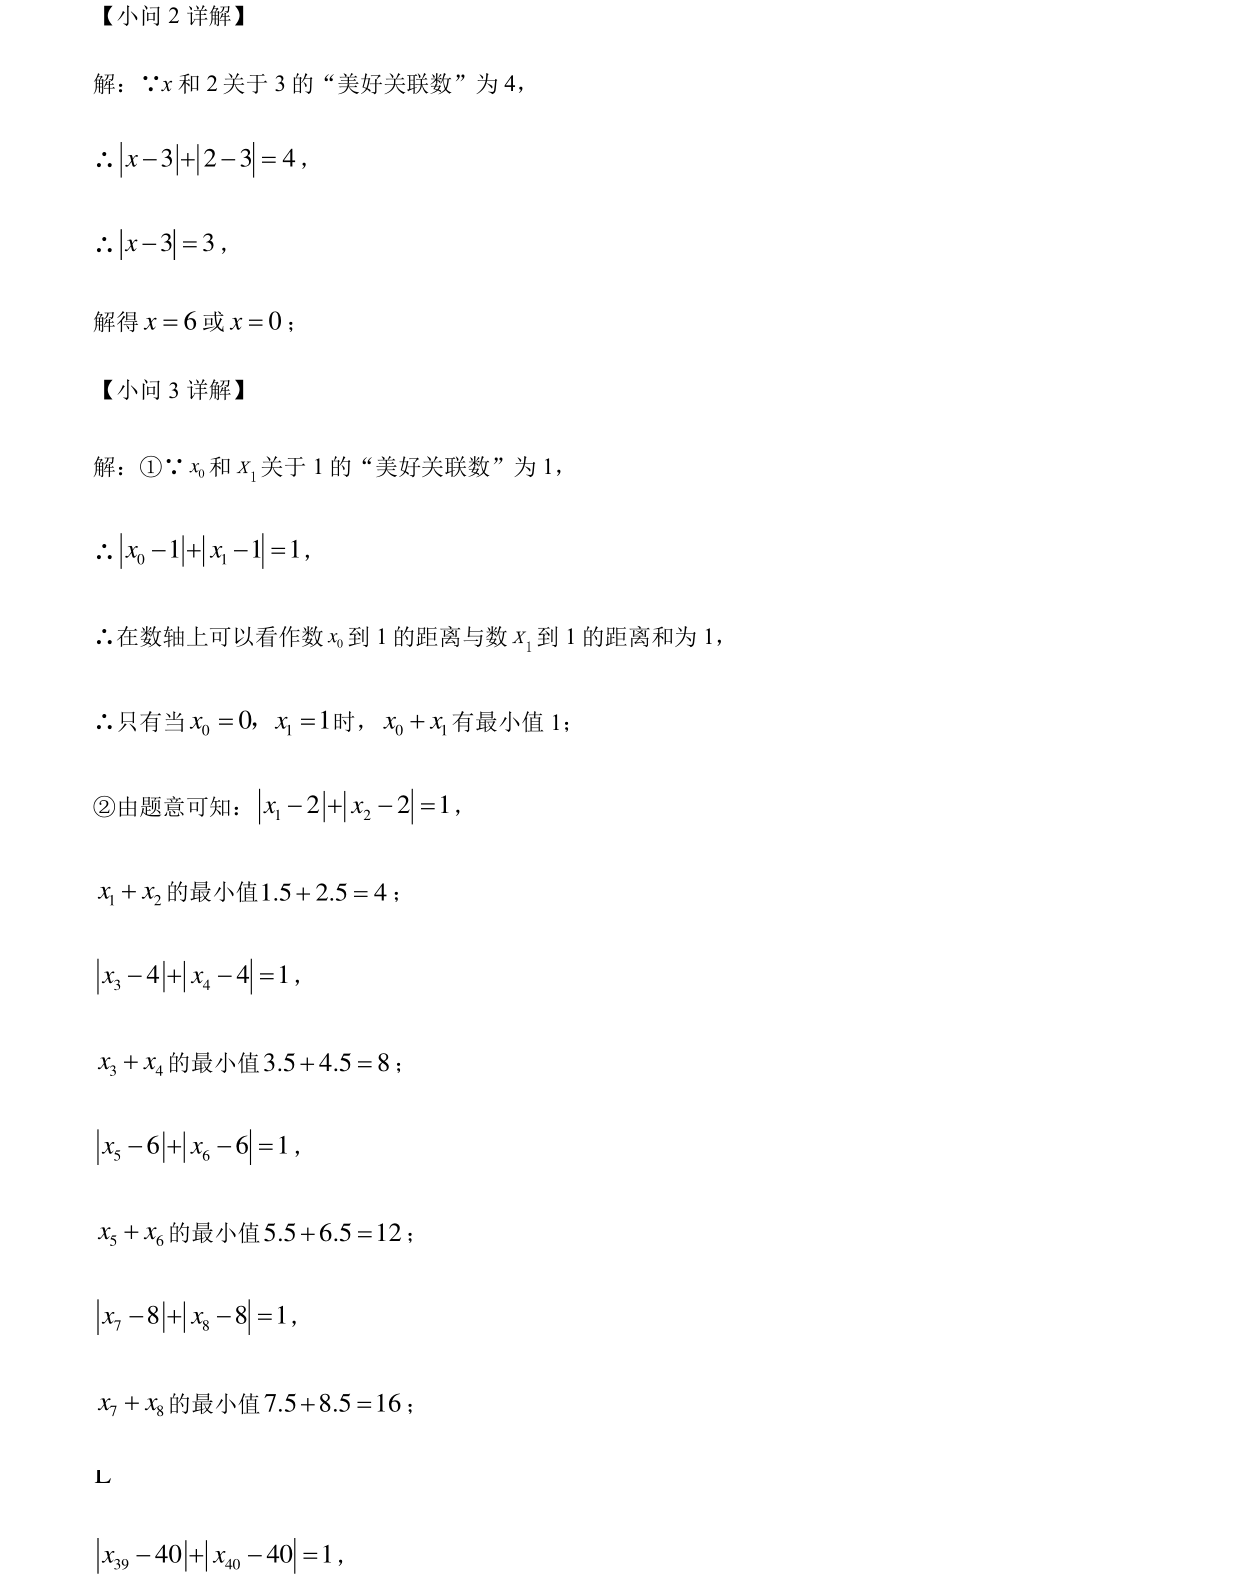 【小问 2 详解】
解：∵x 和 2 关于 3 的“美好关联数”为 4，
∴|x−3|+|2−3|=4，
∴|x−3|=3，
解得 x=6 或 x=0；
【小问 3 详解】
解：①∵ x₀ 和 X₁ 关于 1 的“美好关联数”为 1，
∴|x₀−1|+|x₁−1|=1，
∴在数轴上可以看作数 x₀ 到 1 的距离与数 X₁ 到 1 的距离和为 1，
∴只有当 x₀=0，x₁=1时，x₀+x₁ 有最小值 1；
②由题意可知：|x₁−2|+|x₂−2|=1，
x₁+x₂ 的最小值1.5+2.5=4；
|x₃−4|+|x₄−4|=1，
x₃+x₄ 的最小值3.5+4.5=8；
|x₅−6|+|x₆−6|=1，
x₅+x₆ 的最小值5.5+6.5=12；
|x₇−8|+|x₈−8|=1，
x₇+x₈ 的最小值7.5+8.5=16；
L
|x₃₉−40|+|x₄₀−40|=1，